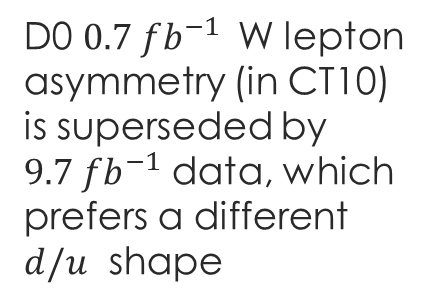 D0 0.7 fb⁻¹ W lepton
asymmetry (in CT10)
is superseded by
9.7 fb⁻¹ data, which
prefers a different
d/u shape